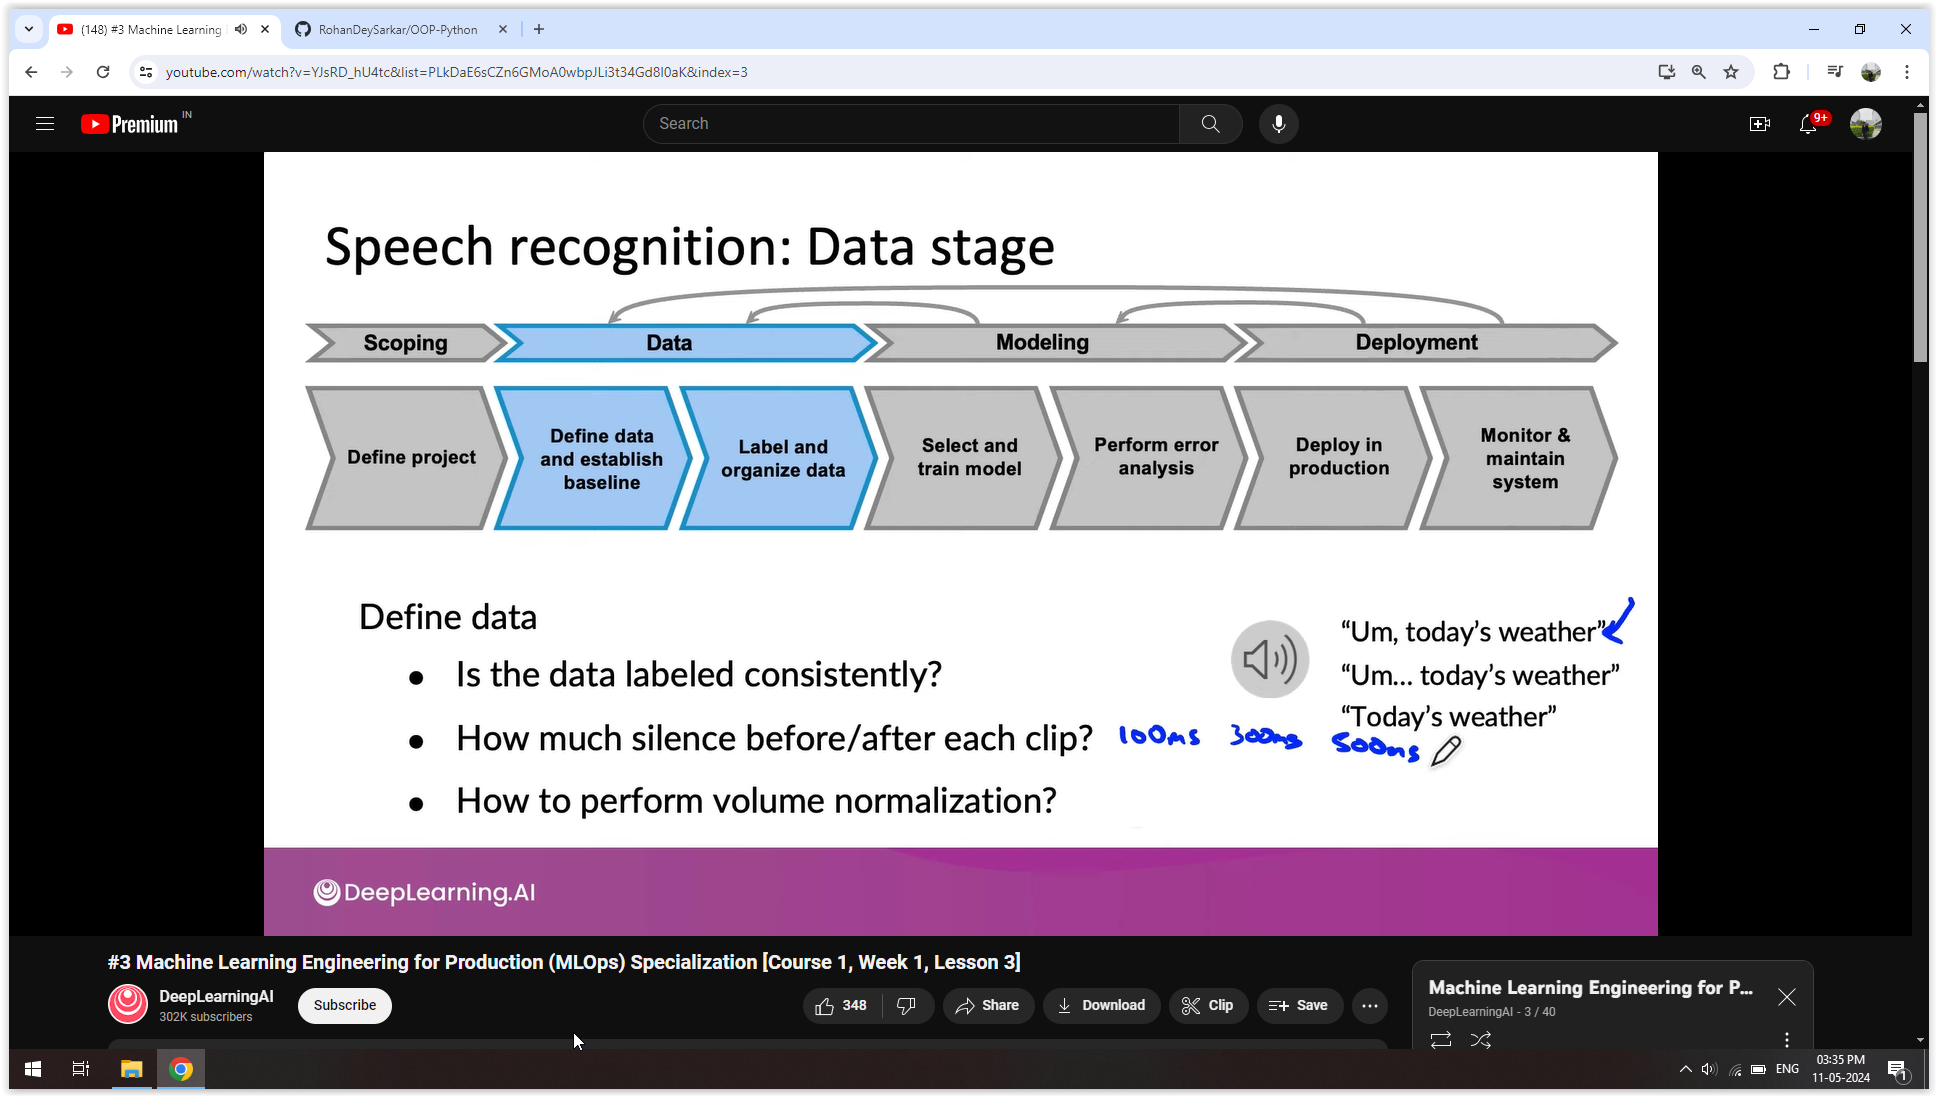 (148) #3 Machine Learning
RohanDeySarkar/OOP-Python
youtube.com/watch?v=YJsRD_hU4tc&list=PLkDaE6sCZn6GMoA0wbpJLi3t34Gd8l0aK&index=3
Premium IN
Search
9+
Speech recognition: Data stage
Scoping Data Modeling Deployment
Define project
Define data
and establish
baseline
Label and
organize data
Select and
train model
Perform error
analysis
Deploy in
production
Monitor &
maintain
system
Define data
• Is the data labeled consistently?
• How much silence before/after each clip? 100ms 300ms 500ms
• How to perform volume normalization?
“Um, today’s weather”
“Um... today’s weather”
“Today’s weather”
DeepLearning.AI
#3 Machine Learning Engineering for Production (MLOps) Specialization [Course 1, Week 1, Lesson 3]
DeepLearningAI
302K subscribers
Subscribe
348
Share
Download
Clip
Save
Machine Learning Engineering for P...
DeepLearningAI - 3 / 40
ENG
03:35 PM
11-05-2024
1